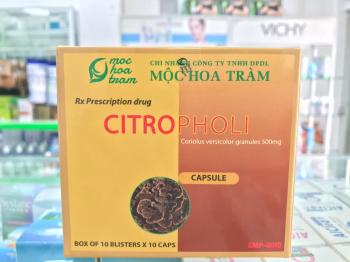 mộc
hoa
tràm
CHI NHÁNH CÔNG TY TNHH DPDL
MỘC HOA TRÀM
VICHY
Rx Prescription drug
CITROPHOLI
Coriolus versicolor granules 500mg
CAPSULE
BOX OF 10 BLISTERS X 10 CAPS